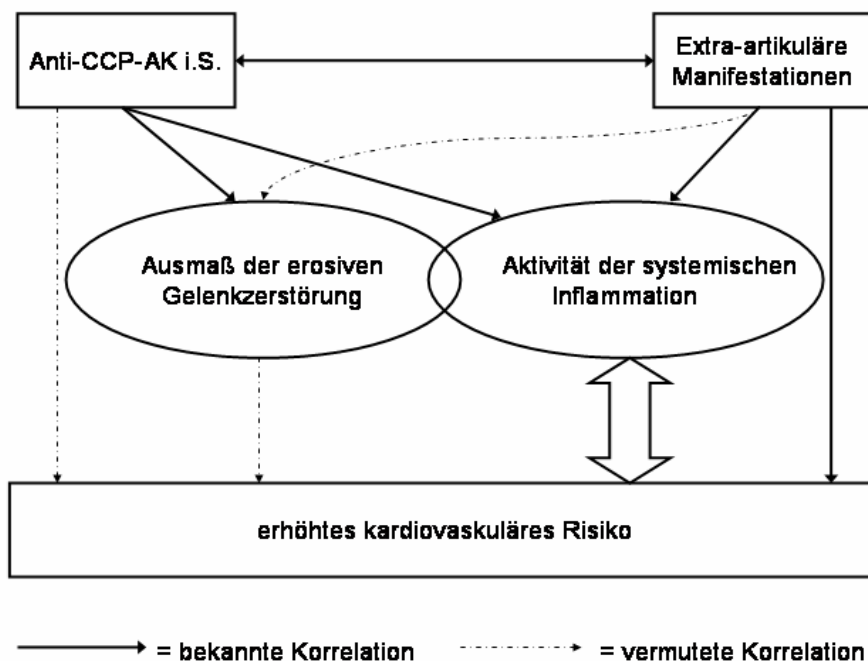 Anti-CCP-AK i.S.
Extra-artikuläre
Manifestationen
Ausmaß der erosiven
Gelenkzerstörung
Aktivität der systemischen
Inflammation
erhöhtes kardiovaskuläres Risiko
= bekannte Korrelation
= vermutete Korrelation